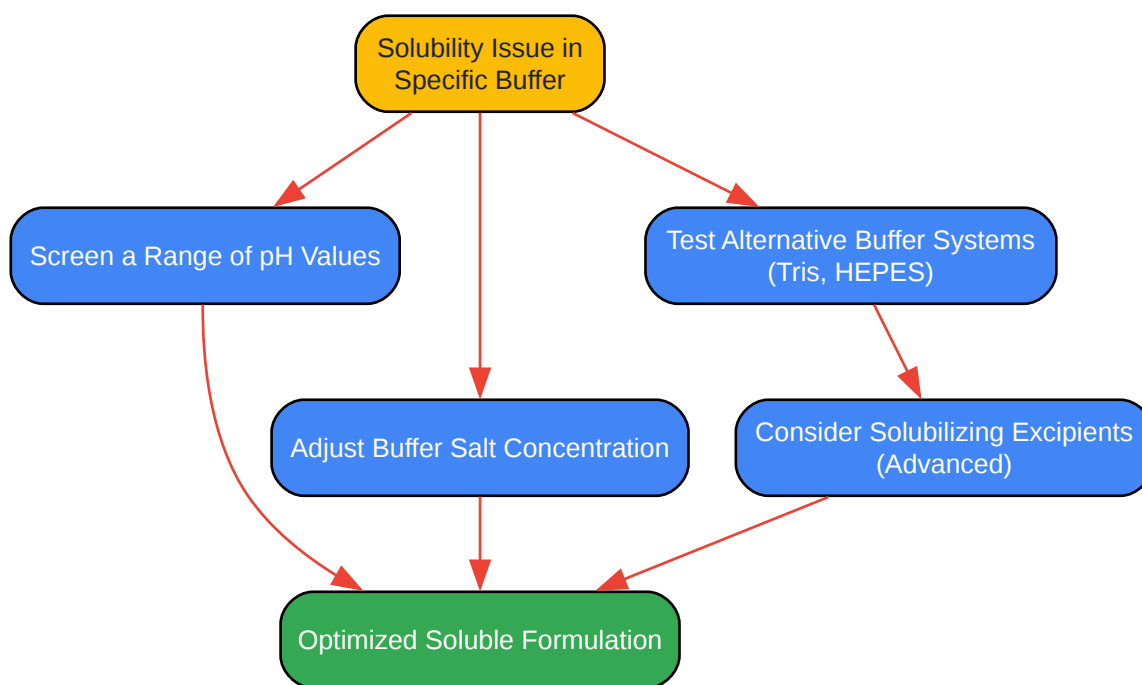 Solubility Issue in
Specific Buffer
Screen a Range of pH Values
Test Alternative Buffer Systems
(Tris, HEPES)
Adjust Buffer Salt Concentration
Consider Solubilizing Excipients
(Advanced)
Optimized Soluble Formulation